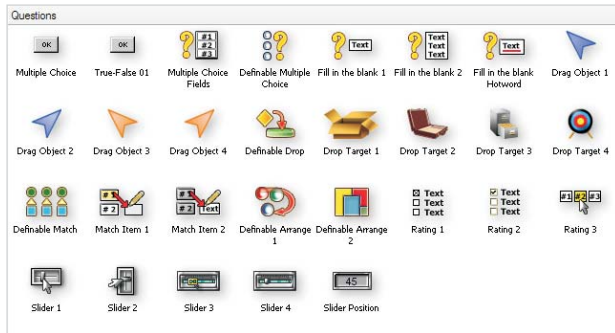 Questions
OK
OK
#1
#2
#3
Text
Text
Text
Text
Text
Multiple Choice
True-False 01
Multiple Choice
Fields
Definable Multiple
Choice
Fill in the blank 1
Fill in the blank 2
Fill in the blank
Hotword
Drag Object 1
Drag Object 2
Drag Object 3
Drag Object 4
Definable Drop
Drop Target 1
Drop Target 2
Drop Target 3
Drop Target 4
# 1
# 2
# 1
# 2
Text
Text
Text
Text
Text
Text
Text
#1 #2 #3
Definable Match
Match Item 1
Match Item 2
Definable Arrange
1
Definable Arrange
2
Rating 1
Rating 2
Rating 3
45
Slider 1
Slider 2
Slider 3
Slider 4
Slider Position